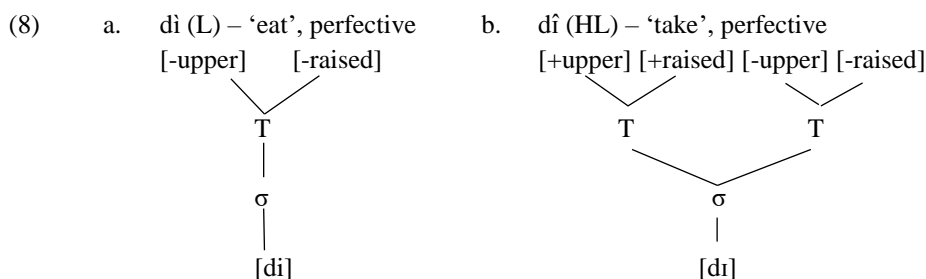 (8) a. dì (L) – ‘eat’, perfective b. dî (HL) – ‘take’, perfective
[-upper] [-raised] [+upper] [+raised] [-upper] [-raised]
T T T
σ σ
[di] [dɪ]